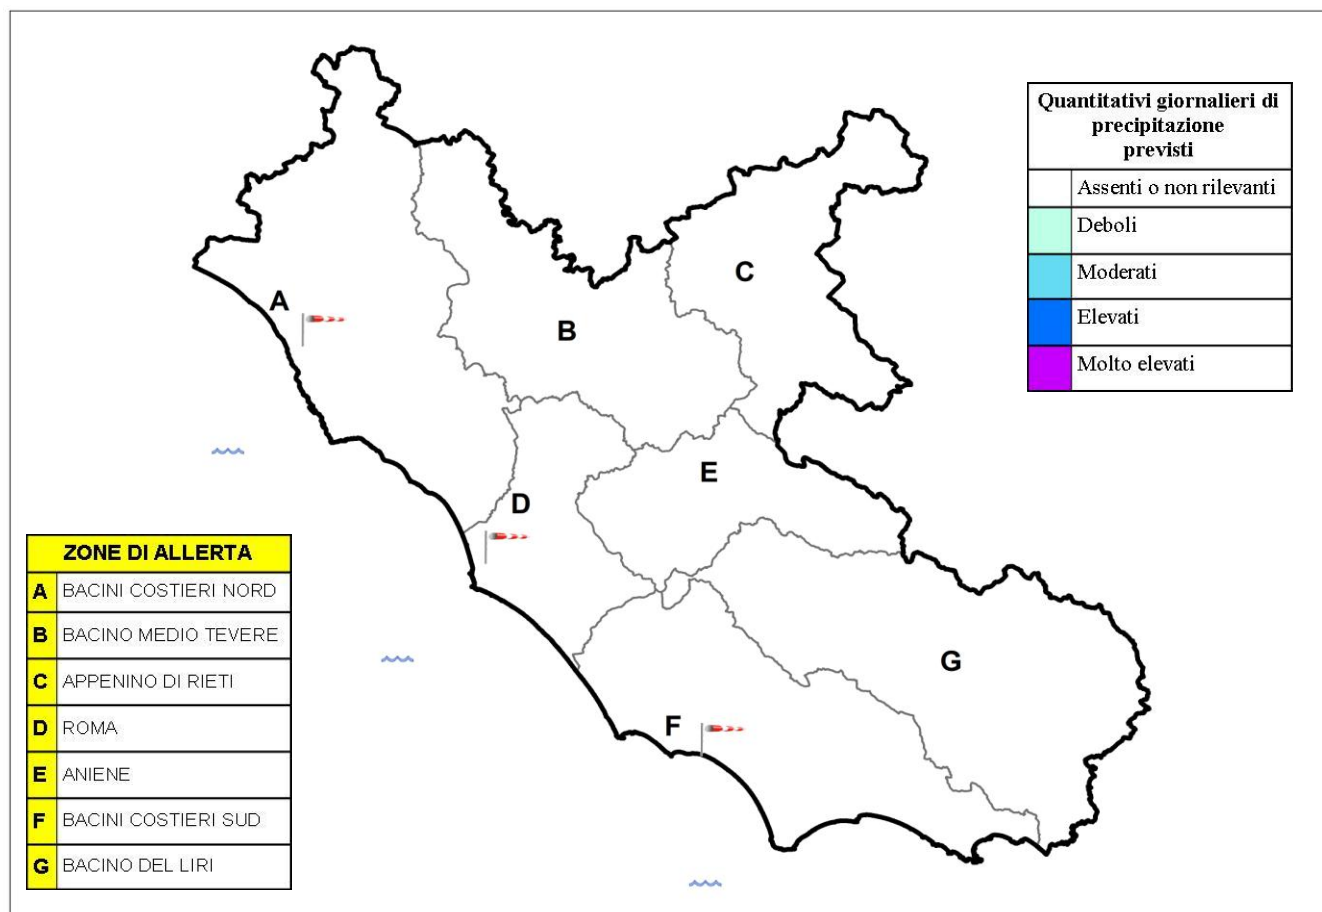 Quantitativi giornalieri di
precipitazione
previsti
Assenti o non rilevanti
Deboli
Moderati
Elevati
Molto elevati
A
B
C
D
E
F
G
ZONE DI ALLERTA
A BACINI COSTIERI NORD
B BACINO MEDIO TEVERE
C APPENINO DI RIETI
D ROMA
E ANIENE
F BACINI COSTIERI SUD
G BACINO DEL LIRI